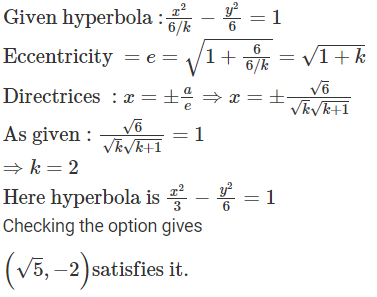 Given hyperbola : x²/(6/k) − y²/6 = 1
Eccentricity = e = √(1 + 6/(6/k)) = √(1 + k)
Directrices : x = ±a/e ⇒ x = ±√6/(√k√(k+1))
As given : √6/(√k√(k+1)) = 1
⇒ k = 2
Here hyperbola is x²/3 − y²/6 = 1
Checking the option gives
(√5, −2) satisfies it.